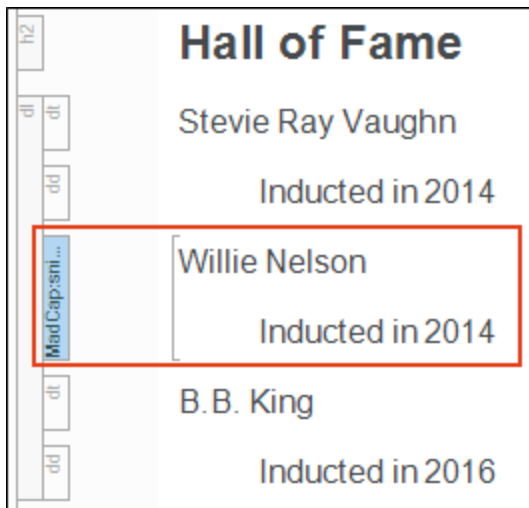 h2
Hall of Fame
dl
dt
Stevie Ray Vaughn
dd
Inducted in 2014
MadCap:sni...
Willie Nelson
Inducted in 2014
dt
B.B. King
dd
Inducted in 2016